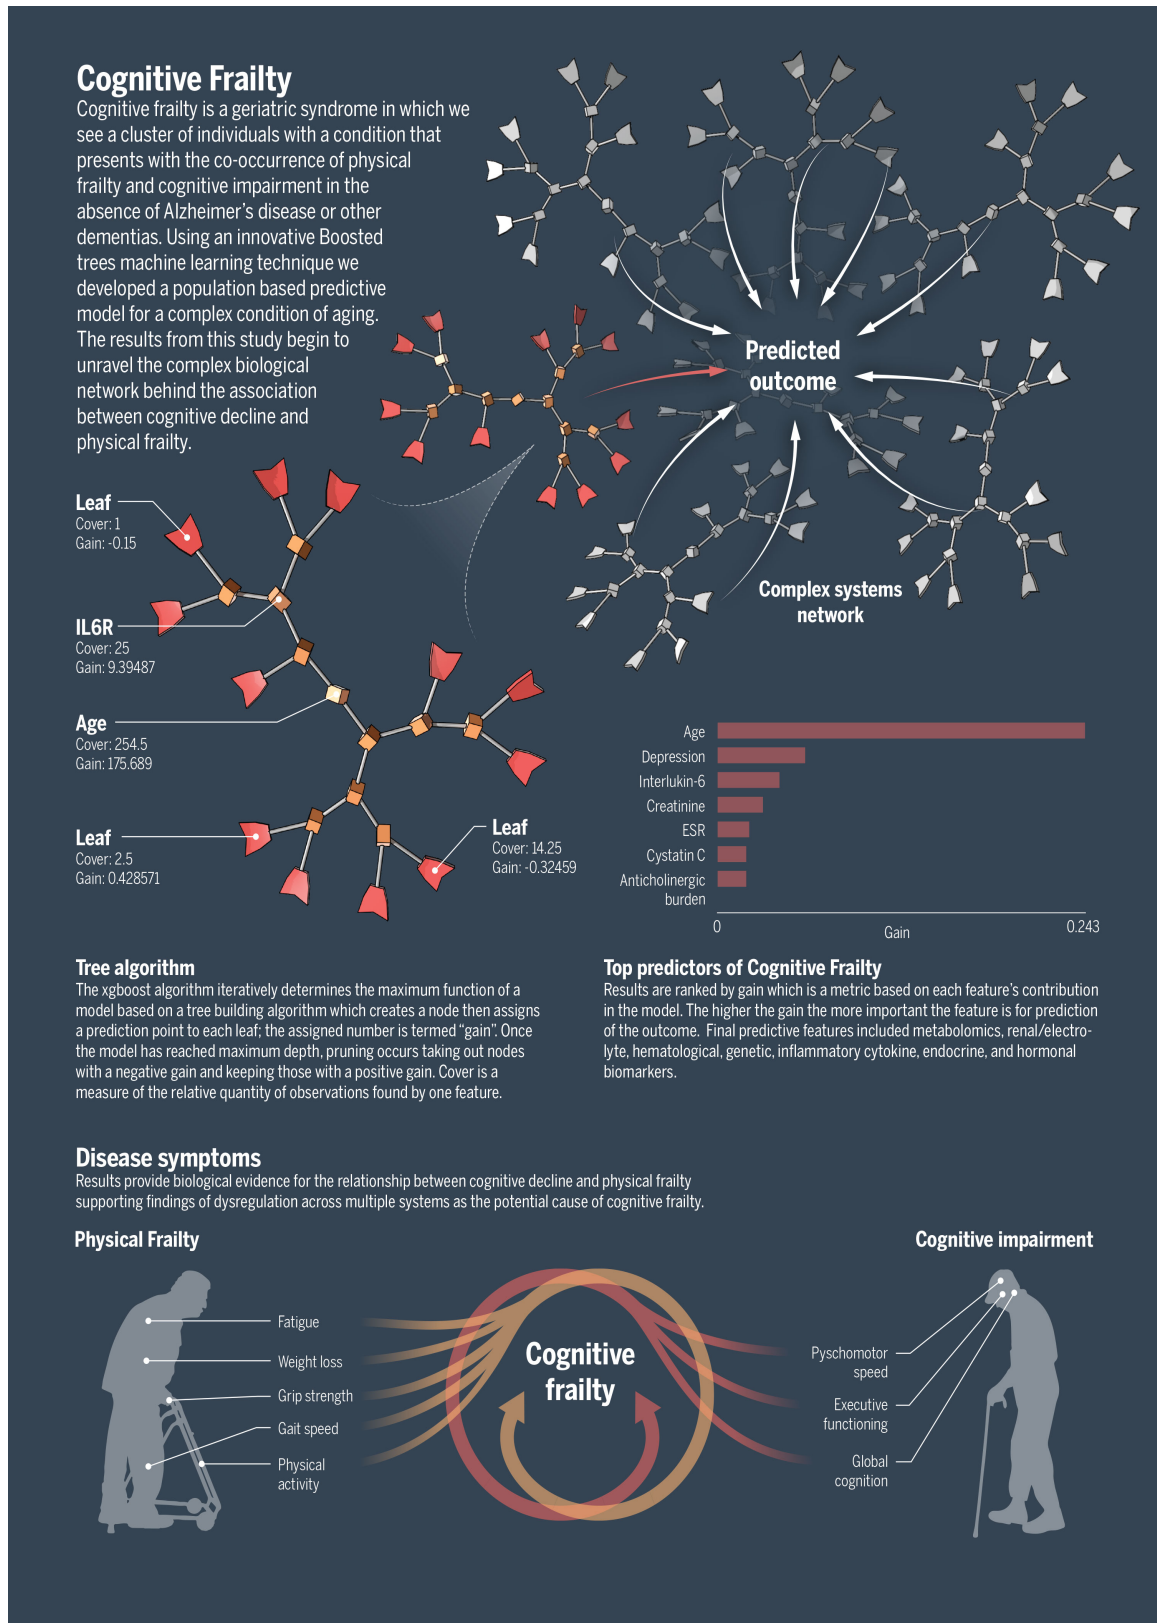 Cognitive Frailty
Cognitive frailty is a geriatric syndrome in which we
see a cluster of individuals with a condition that
presents with the co-occurrence of physical
frailty and cognitive impairment in the
absence of Alzheimer's disease or other
dementias. Using an innovative Boosted
trees machine learning technique we
developed a population based predictive
model for a complex condition of aging.
The results from this study begin to
unravel the complex biological
network behind the association
between cognitive decline and
physical frailty.
Predicted
outcome
Complex systems
network
Leaf
Cover: 1
Gain: -0.15
IL6R
Cover: 25
Gain: 9.39487
Age
Cover: 254.5
Gain: 175.689
Leaf
Cover: 2.5
Gain: 0.428571
Leaf
Cover: 14.25
Gain: -0.32459
Age
Depression
Interlukin-6
Creatinine
ESR
Cystatin C
Anticholinergic
burden
0
Gain
0.243
Tree algorithm
The xgboost algorithm iteratively determines the maximum function of a
model based on a tree building algorithm which creates a node then assigns
a prediction point to each leaf; the assigned number is termed “gain”. Once
the model has reached maximum depth, pruning occurs taking out nodes
with a negative gain and keeping those with a positive gain. Cover is a
measure of the relative quantity of observations found by one feature.
Top predictors of Cognitive Frailty
Results are ranked by gain which is a metric based on each feature's contribution
in the model. The higher the gain the more important the feature is for prediction
of the outcome. Final predictive features included metabolomics, renal/electro-
lyte, hematological, genetic, inflammatory cytokine, endocrine, and hormonal
biomarkers.
Disease symptoms
Results provide biological evidence for the relationship between cognitive decline and physical frailty
supporting findings of dysregulation across multiple systems as the potential cause of cognitive frailty.
Physical Frailty
Fatigue
Weight loss
Grip strength
Gait speed
Physical
activity
Cognitive
frailty
Cognitive impairment
Pyschomotor
speed
Executive
functioning
Global
cognition